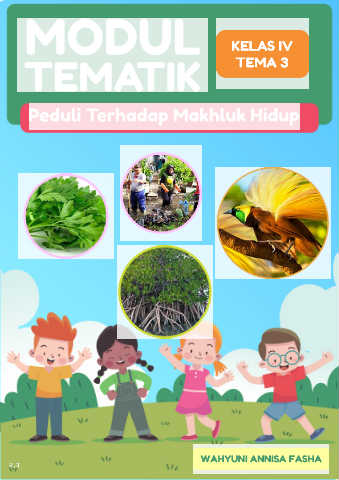 MODUL
TEMATIK
KELAS IV
TEMA 3
Peduli Terhadap Makhluk Hidup
WAHYUNI ANNISA FASHA